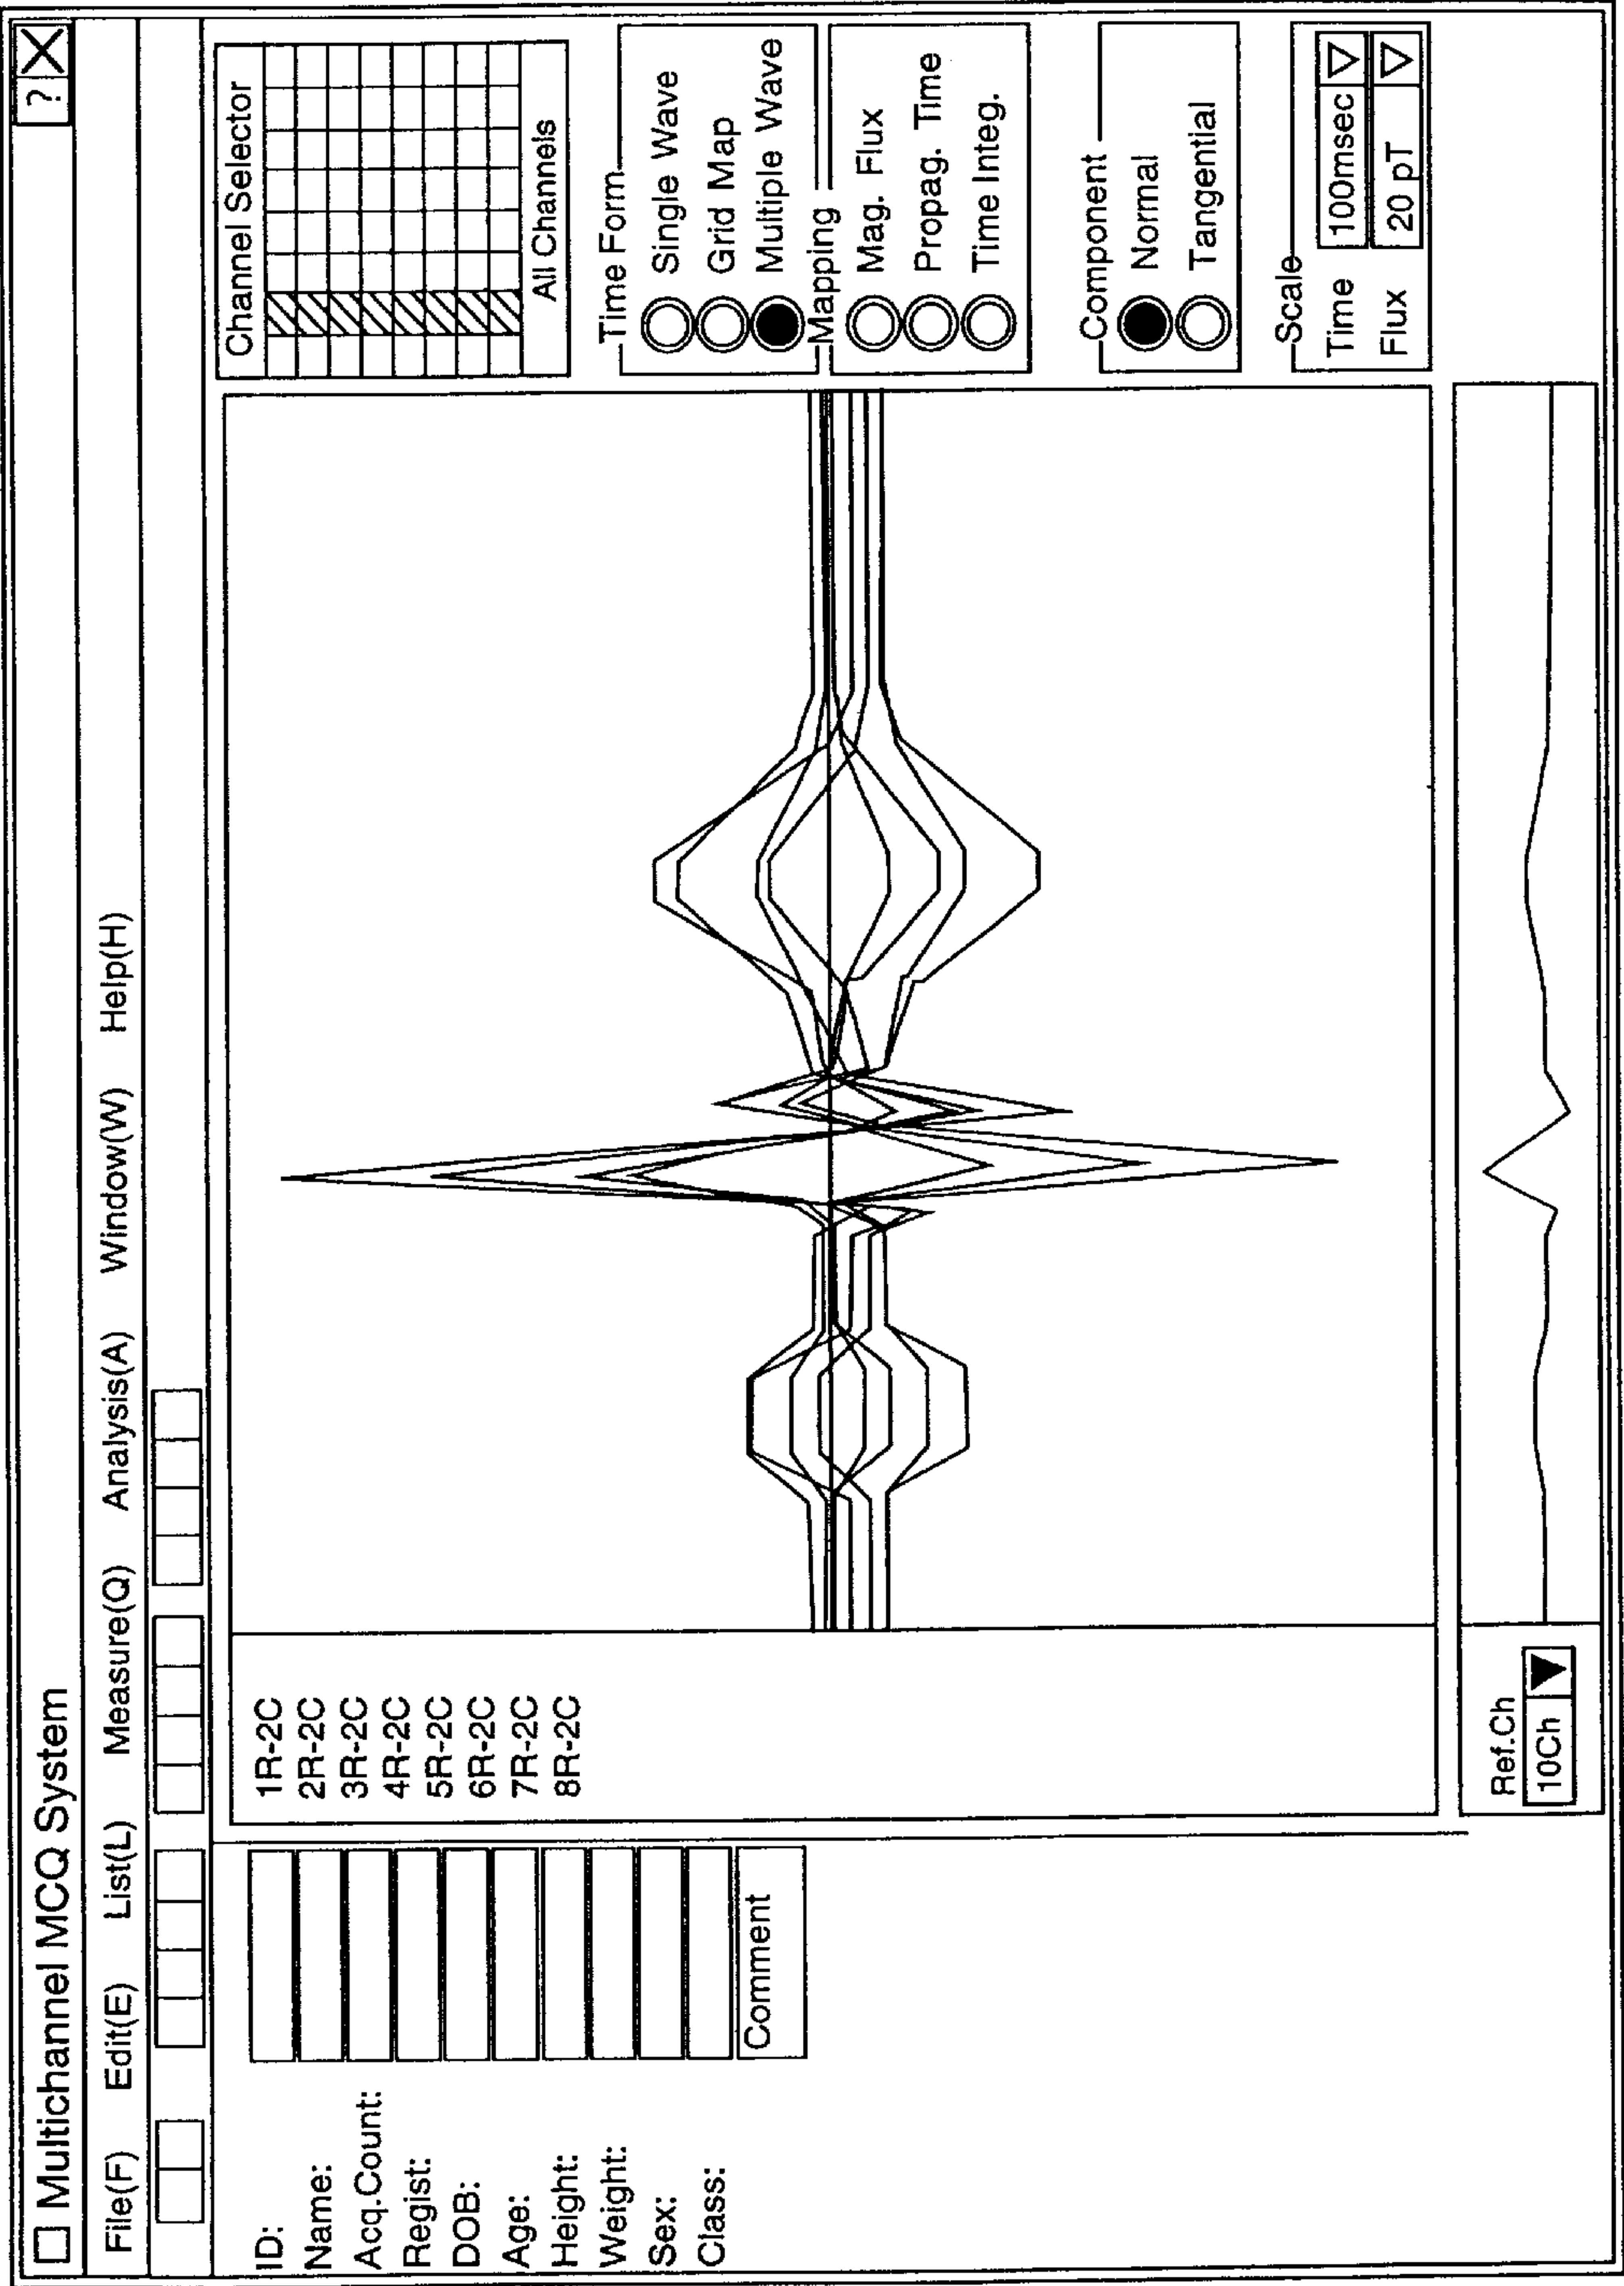 Multichannel MCQ System
? X
File(F) Edit(E) List(L) Measure(Q) Analysis(A) Window(W) Help(H)
ID:
Name:
Acq.Count:
Regist:
DOB:
Age:
Height:
Weight:
Sex:
Class:
Comment
1R-2C
2R-2C
3R-2C
4R-2C
5R-2C
6R-2C
7R-2C
8R-2C
Ref.Ch
10Ch
Channel Selector
All Channels
Time Form
Single Wave
Grid Map
Multiple Wave
Mapping
Mag. Flux
Propag. Time
Time Integ.
Component
Normal
Tangential
Scale
Time 100msec
Flux 20 pT